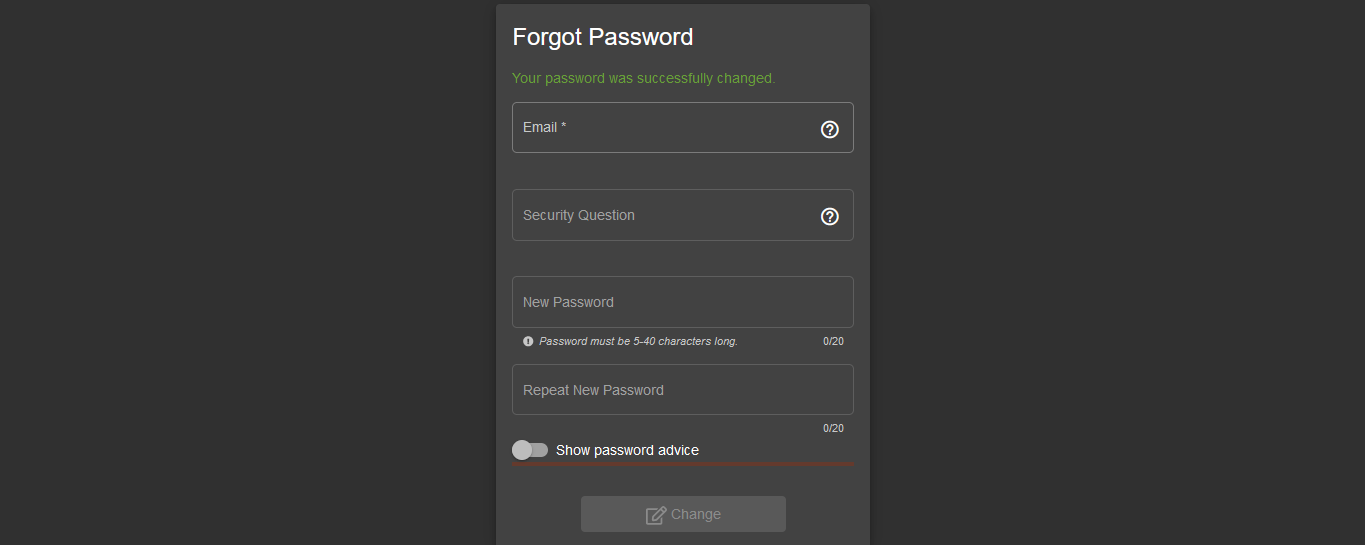 Forgot Password
Your password was successfully changed.
Email *
Security Question
New Password
Password must be 5-40 characters long. 0/20
Repeat New Password
0/20
Show password advice
Change